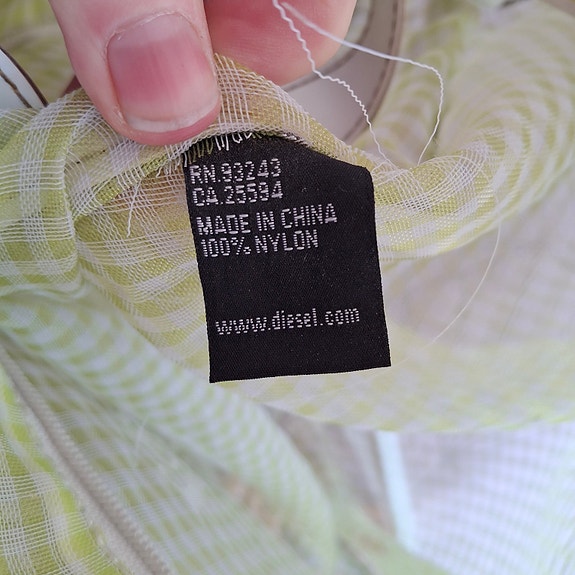 RN.93243
CA 25594
MADE IN CHINA
100% NYLON
www.diesel.com